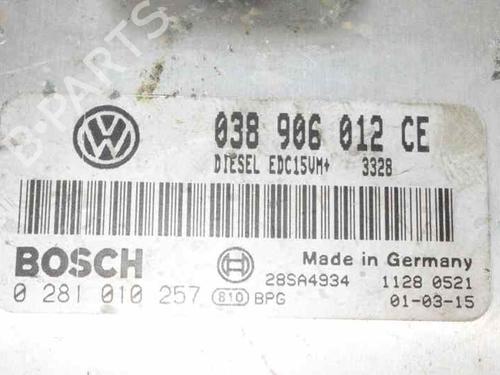 B-PARTS
VW
038 906 012 CE
DIESEL EDC15VM+ 3328
BOSCH
Made in Germany
28SA4934 1128 0521
0 281 010 257 810 BPG 01-03-15